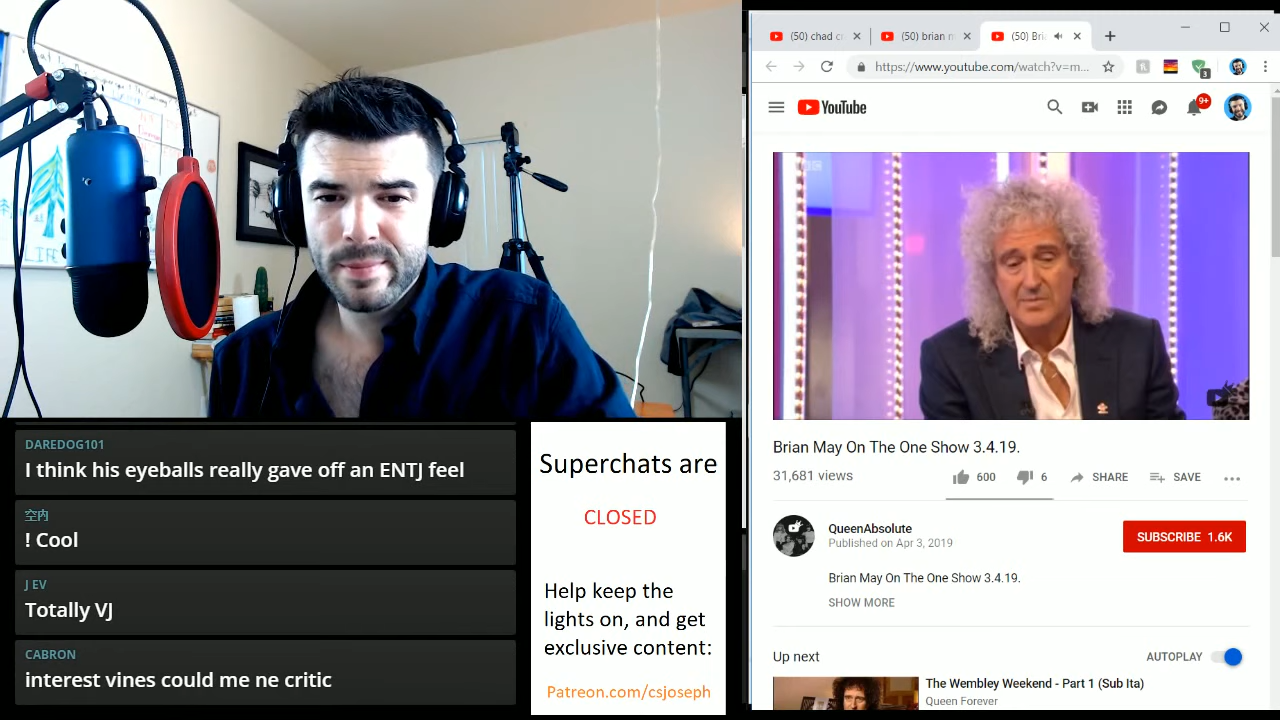 (50) chad c
(50) brian m
(50) Bri
https://www.youtube.com/watch?v=m...
3
YouTube
9+
LIFE
Brian May On The One Show 3.4.19.
31,681 views
600
6
SHARE
SAVE
QueenAbsolute
Published on Apr 3, 2019
SUBSCRIBE 1.6K
Brian May On The One Show 3.4.19.
SHOW MORE
Up next
AUTOPLAY
The Wembley Weekend - Part 1 (Sub Ita)
Queen Forever
DAREDOG101
I think his eyeballs really gave off an ENTJ feel
空内
! Cool
J EV
Totally VJ
CABRON
interest vines could me ne critic
Superchats are
CLOSED
Help keep the
lights on, and get
exclusive content:
Patreon.com/csjoseph